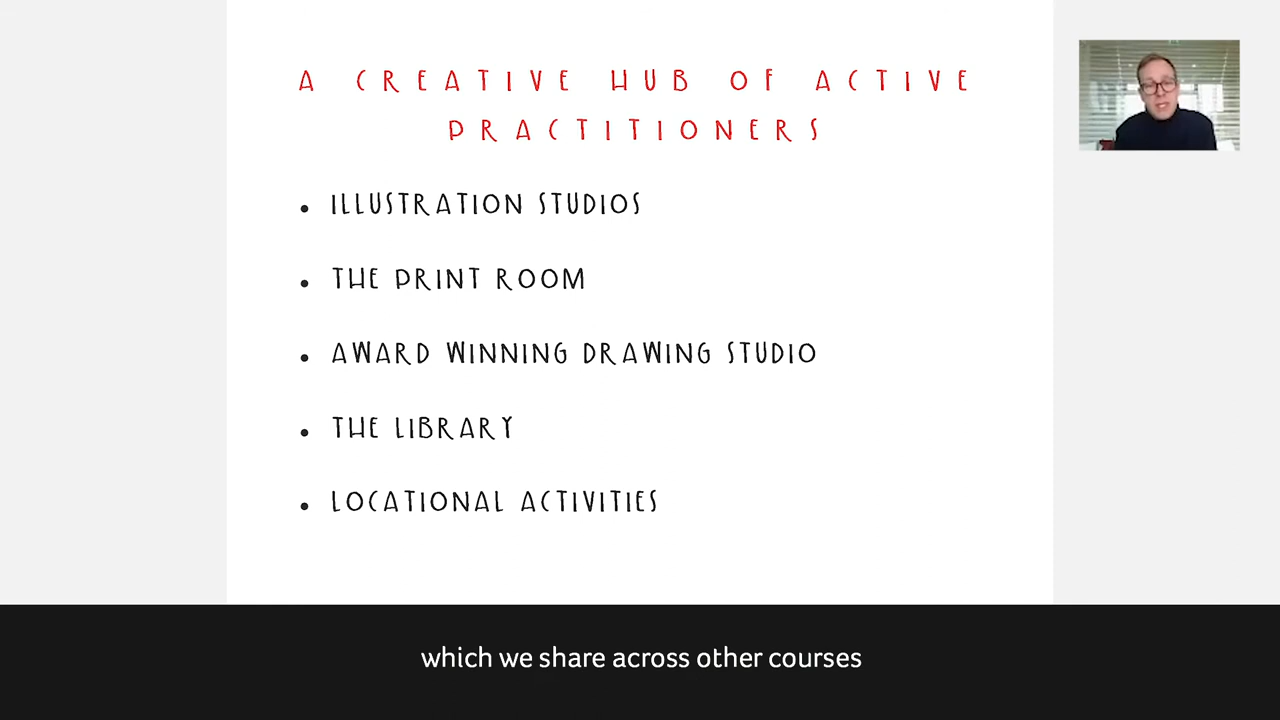 A CREATIVE HUB OF ACTIVE
PRACTITIONERS
• ILLUSTRATION STUDIOS
• THE PRINT ROOM
• AWARD WINNING DRAWING STUDIO
• THE LIBRARY
• LOCATIONAL ACTIVITIES
which we share across other courses